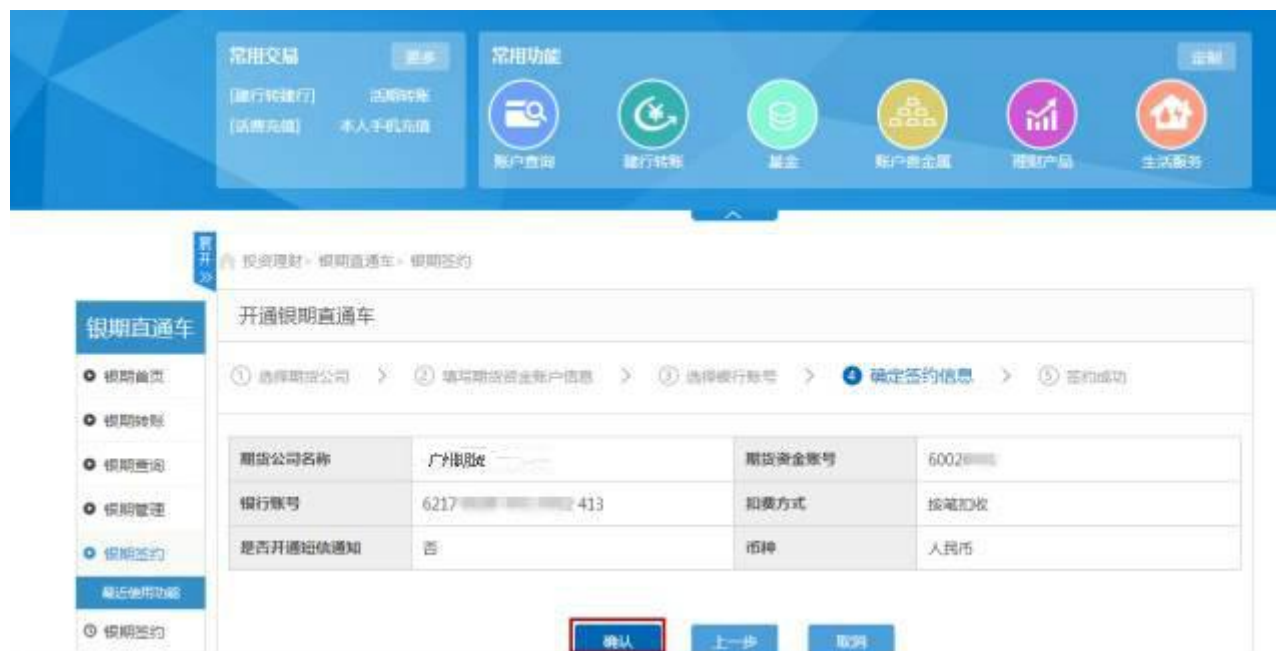 常用交易 更多
[建行转建行] 活期转账
[话费充值] 本人手机充值
常用功能 定制
账户查询 建行转账 基金 账户贵金属 理财产品 生活服务
展开
投资理财 > 银期直通车 > 银期签约
银期直通车
银期首页
银期转账
银期查询
银期管理
银期签约
最近使用功能
银期签约
开通银期直通车
① 选择期货公司 > ② 填写期货资金账户信息 > ③ 选择银行账号 > ④ 确定签约信息 > ⑤ 签约成功
期货公司名称 广州期货 期货资金账号 6002
银行账号 6217 413 扣费方式 按笔扣收
是否开通短信通知 否 币种 人民币
确认 上一步 取消